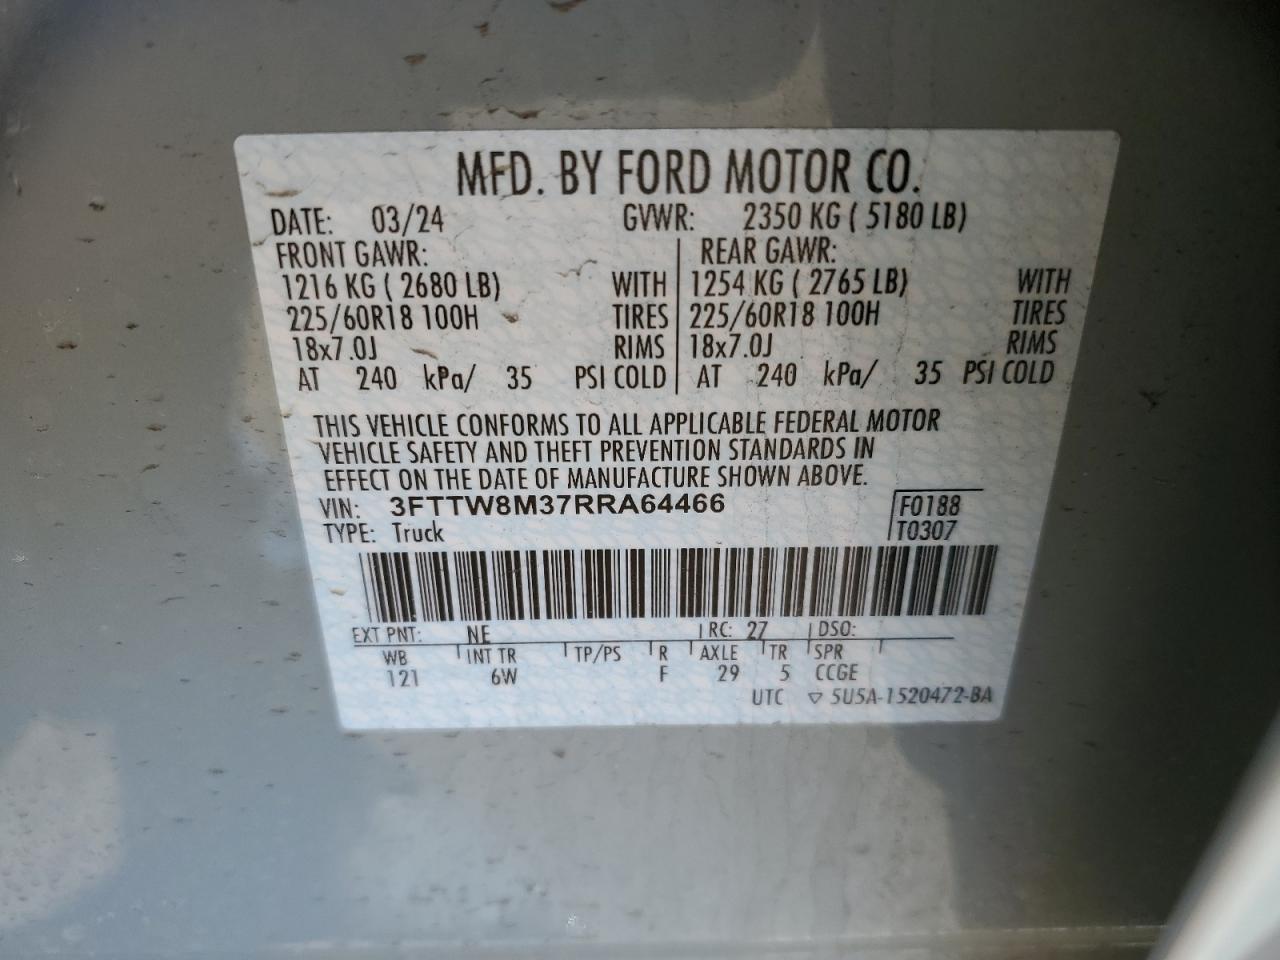 MFD. BY FORD MOTOR CO.
DATE: 03/24 GVWR: 2350 KG ( 5180 LB)
FRONT GAWR: REAR GAWR:
1216 KG ( 2680 LB) WITH 1254 KG ( 2765 LB) WITH
225/60R18 100H TIRES 225/60R18 100H TIRES
18x7.0J RIMS 18x7.0J RIMS
AT 240 kPa/ 35 PSI COLD AT 240 kPa/ 35 PSI COLD
THIS VEHICLE CONFORMS TO ALL APPLICABLE FEDERAL MOTOR
VEHICLE SAFETY AND THEFT PREVENTION STANDARDS IN
EFFECT ON THE DATE OF MANUFACTURE SHOWN ABOVE.
VIN: 3FTTW8M37RRA64466 F0188
TYPE: Truck T0307
EXT PNT: NE RC: 27 DSO:
WB INT TR TP/PS R AXLE TR SPR
121 6W F 29 5 CCGE
UTC ▽ 5U5A-1520472-BA